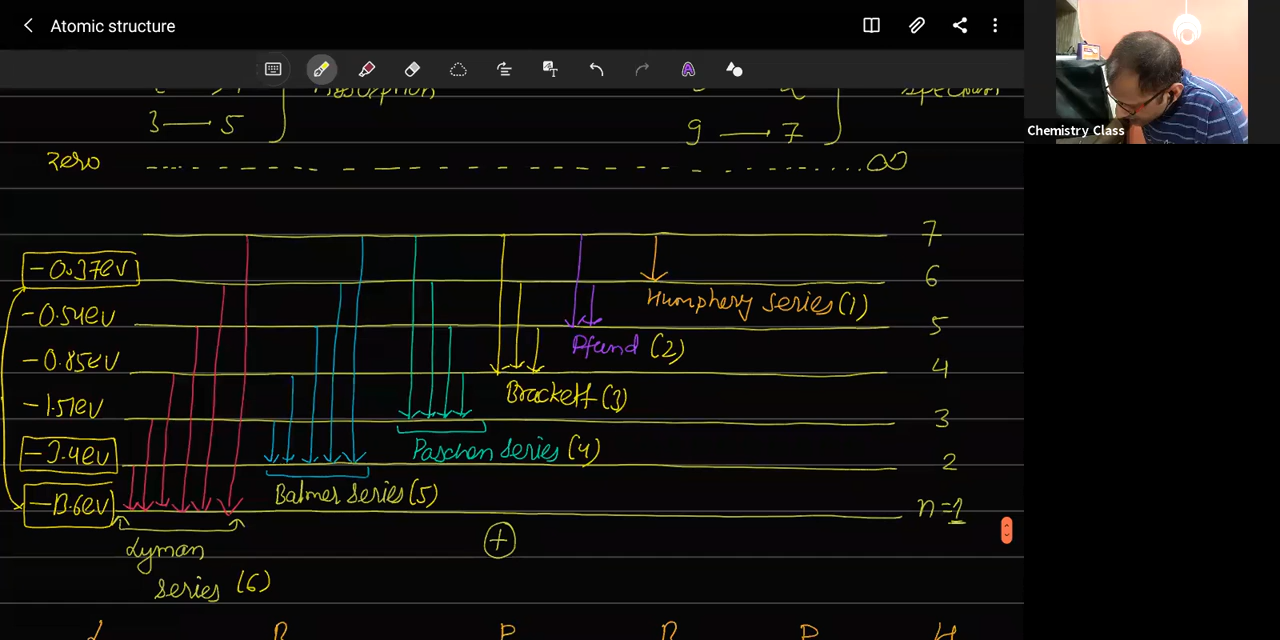 Atomic structure
Chemistry Class
3 → 5
9 → 7
zero ∞
7
-0.37eV 6
Humphery Series (1)
-0.54eV 5
Pfund (2)
-0.85eV 4
Brackett (3)
-1.51eV 3
Paschen Series (4)
-3.4eV 2
Balmer Series (5)
-13.6eV n = 1
+
Lyman
series (6)